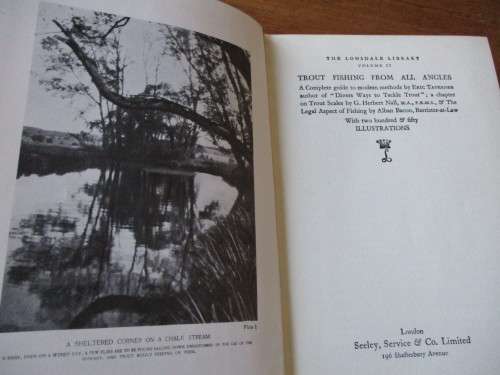 Plate I
A SHELTERED CORNER ON A CHALK STREAM
THE LONSDALE LIBRARY
VOLUME II
TROUT FISHING FROM ALL ANGLES
A Complete guide to modern methods by ERIC TAVERNER
author of "Divers Ways to Tackle Trout"; a chapter
on Trout Scales by G. Herbert Nall, M.A., F.R.M.S., & The
Legal Aspect of Fishing by Alban Bacon, Barrister-at-Law
With two hundred & fifty
ILLUSTRATIONS
L
London
Seeley, Service & Co. Limited
196 Shaftesbury Avenue